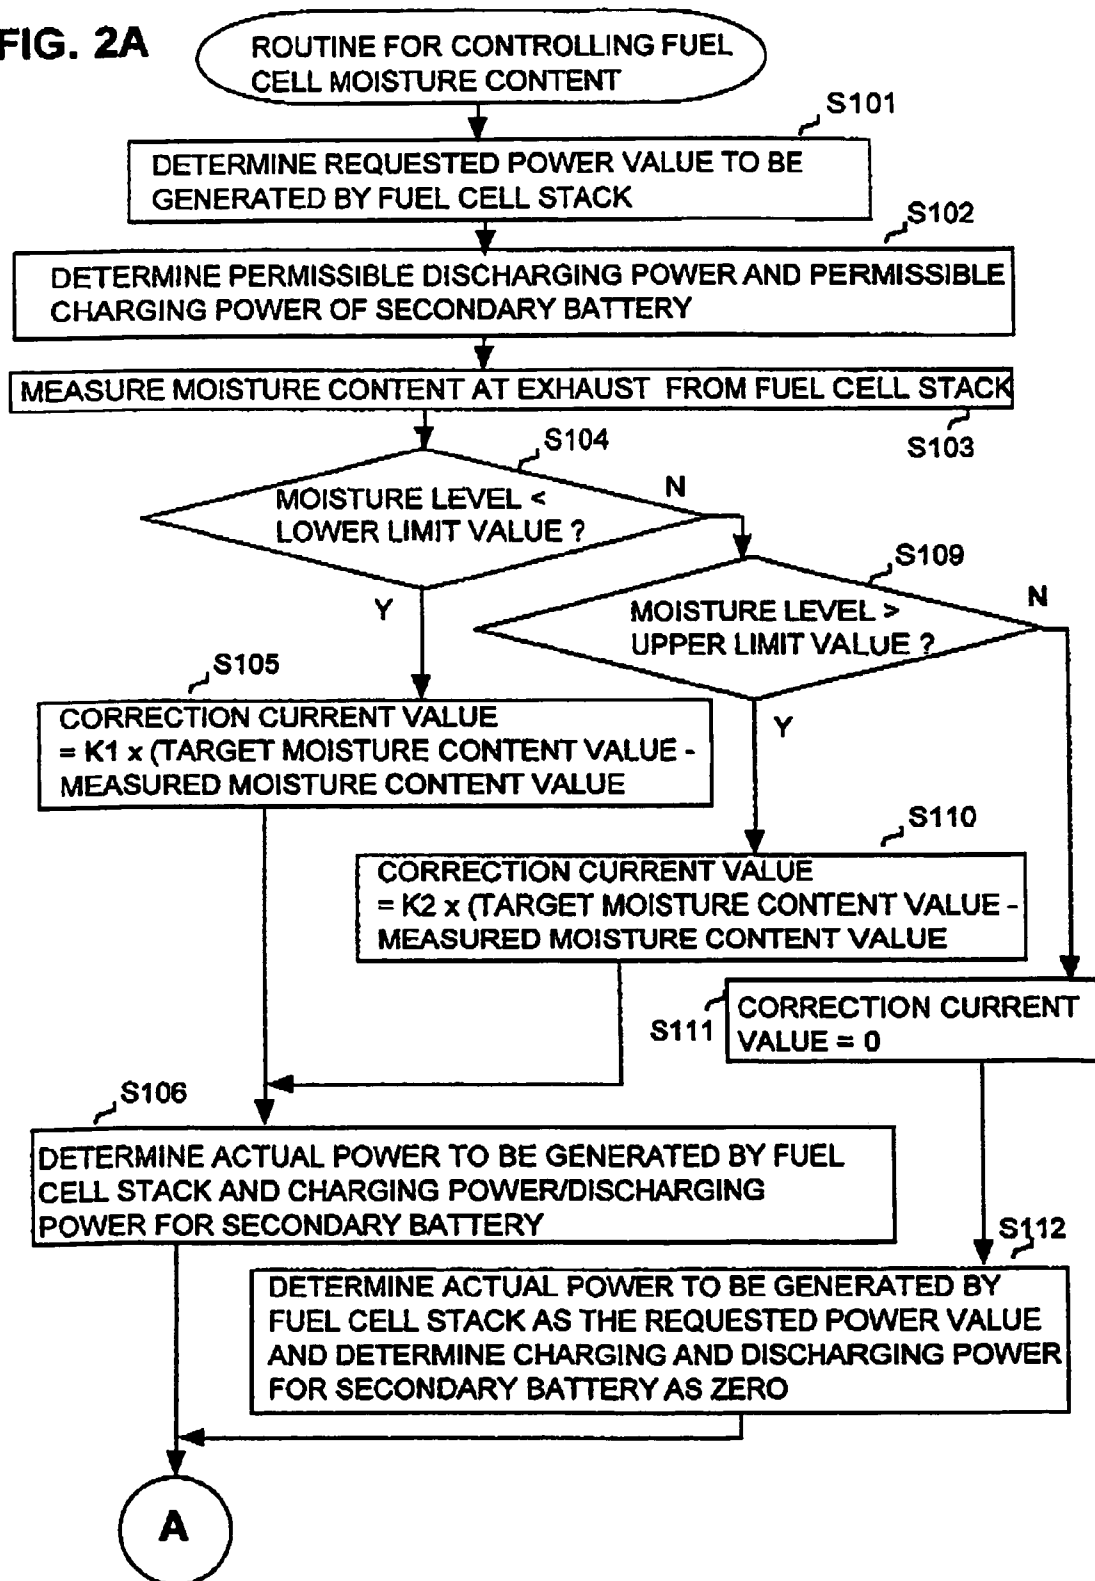 FIG. 2A
ROUTINE FOR CONTROLLING FUEL
CELL MOISTURE CONTENT
S101
DETERMINE REQUESTED POWER VALUE TO BE
GENERATED BY FUEL CELL STACK
S102
DETERMINE PERMISSIBLE DISCHARGING POWER AND PERMISSIBLE
CHARGING POWER OF SECONDARY BATTERY
MEASURE MOISTURE CONTENT AT EXHAUST FROM FUEL CELL STACK
S103
S104
MOISTURE LEVEL <
LOWER LIMIT VALUE ?
N
Y
S109
MOISTURE LEVEL >
UPPER LIMIT VALUE ?
N
Y
S105
CORRECTION CURRENT VALUE
= K1 x (TARGET MOISTURE CONTENT VALUE -
MEASURED MOISTURE CONTENT VALUE
S110
CORRECTION CURRENT VALUE
= K2 x (TARGET MOISTURE CONTENT VALUE -
MEASURED MOISTURE CONTENT VALUE
S111
CORRECTION CURRENT
VALUE = 0
S106
DETERMINE ACTUAL POWER TO BE GENERATED BY FUEL
CELL STACK AND CHARGING POWER/DISCHARGING
POWER FOR SECONDARY BATTERY
S112
DETERMINE ACTUAL POWER TO BE GENERATED BY
FUEL CELL STACK AS THE REQUESTED POWER VALUE
AND DETERMINE CHARGING AND DISCHARGING POWER
FOR SECONDARY BATTERY AS ZERO
A